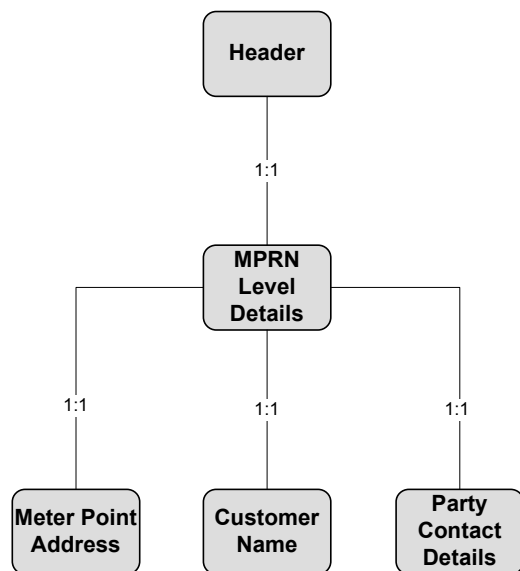 Header
1:1
MPRN
Level
Details
1:1
1:1
1:1
Meter Point
Address
Customer
Name
Party
Contact
Details